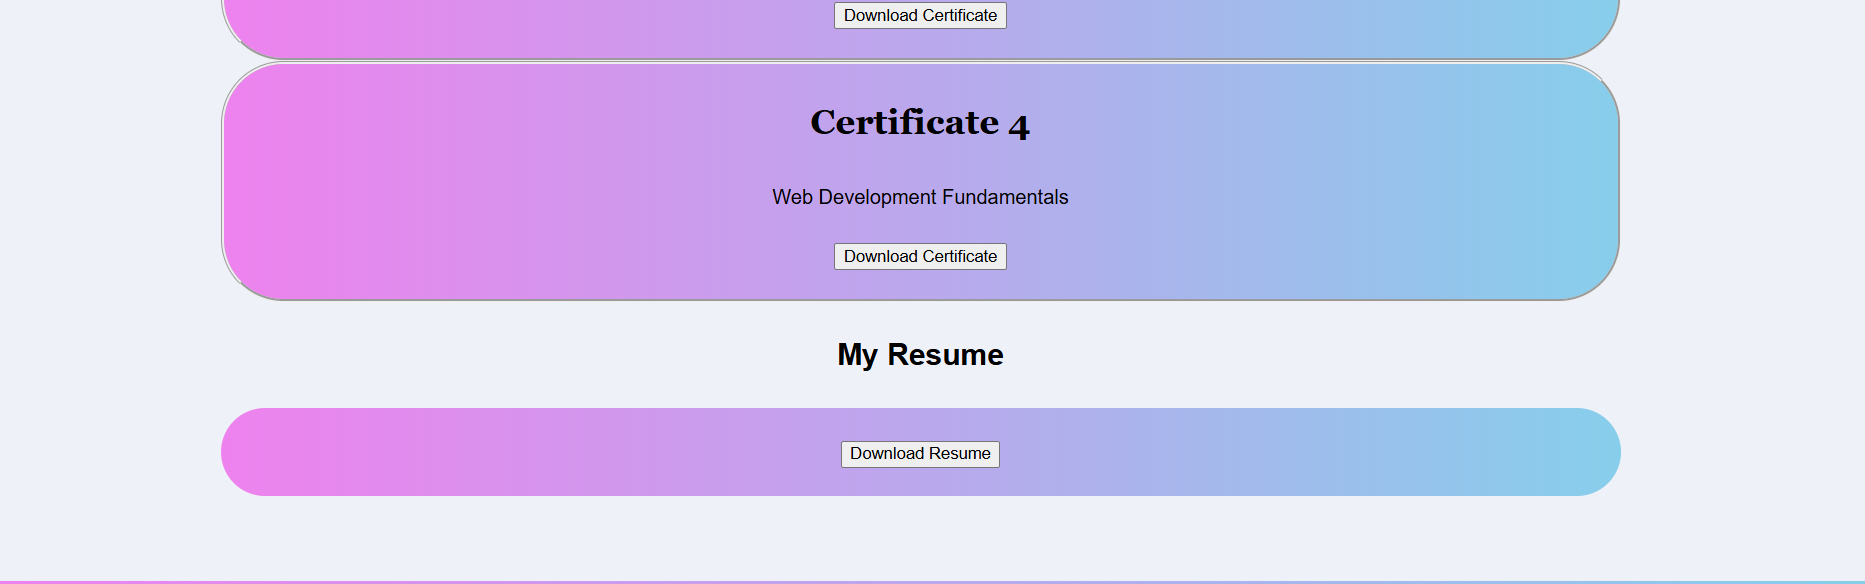 Download Certificate
Certificate 4
Web Development Fundamentals
Download Certificate
My Resume
Download Resume